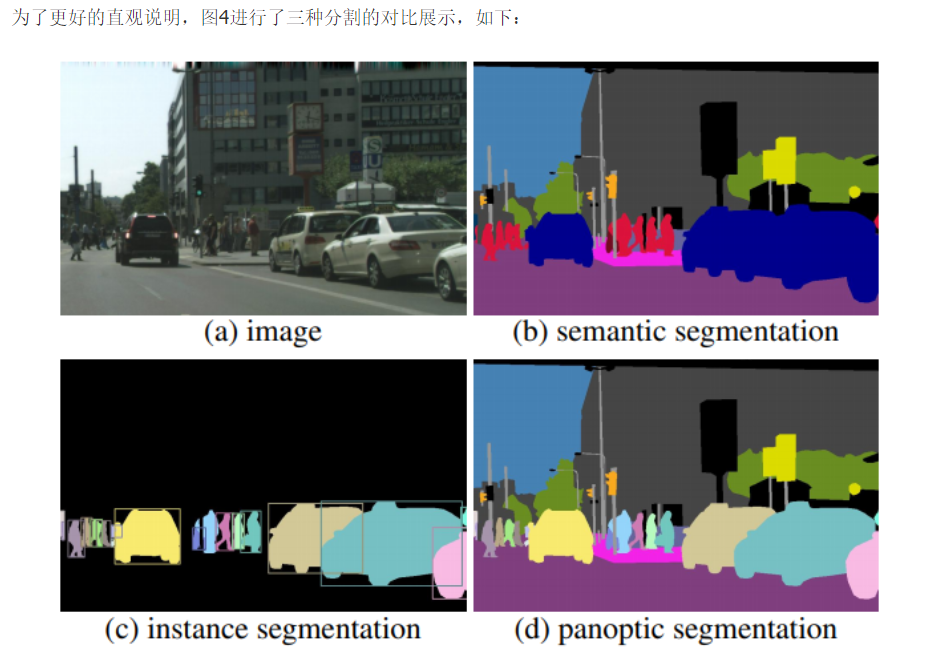 为了更好的直观说明，图4进行了三种分割的对比展示，如下：
S
U
(a) image
(b) semantic segmentation
(c) instance segmentation
(d) panoptic segmentation